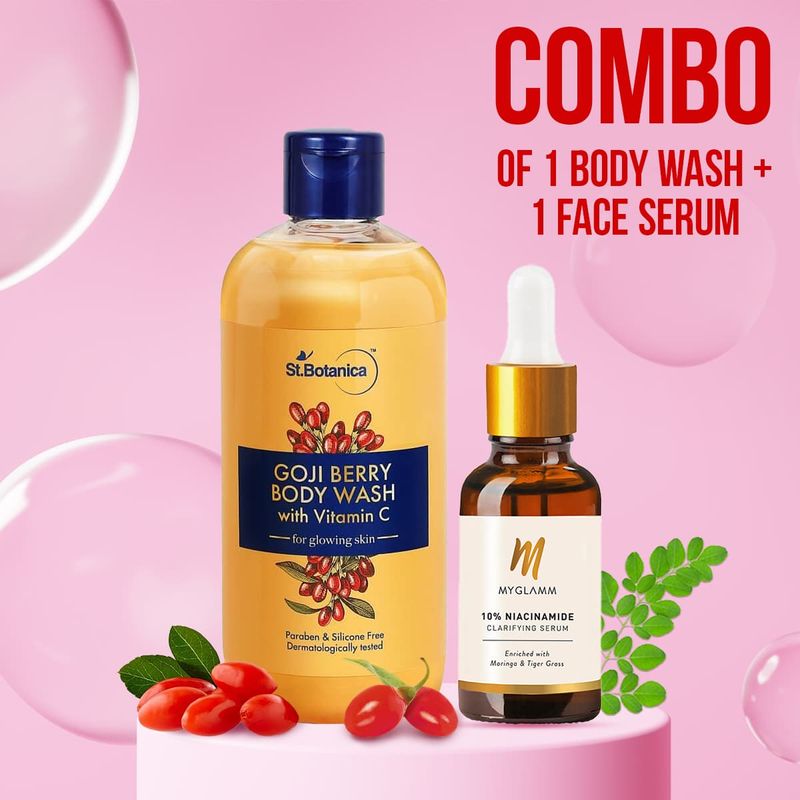 COMBO
OF 1 BODY WASH +
1 FACE SERUM
St.Botanica™
GOJI BERRY
BODY WASH
with Vitamin C
for glowing skin
Paraben & Silicone Free
Dermatologically tested
M
MYGLAMM
10% NIACINAMIDE
CLARIFYING SERUM
Enriched with
Moringa & Tiger Grass